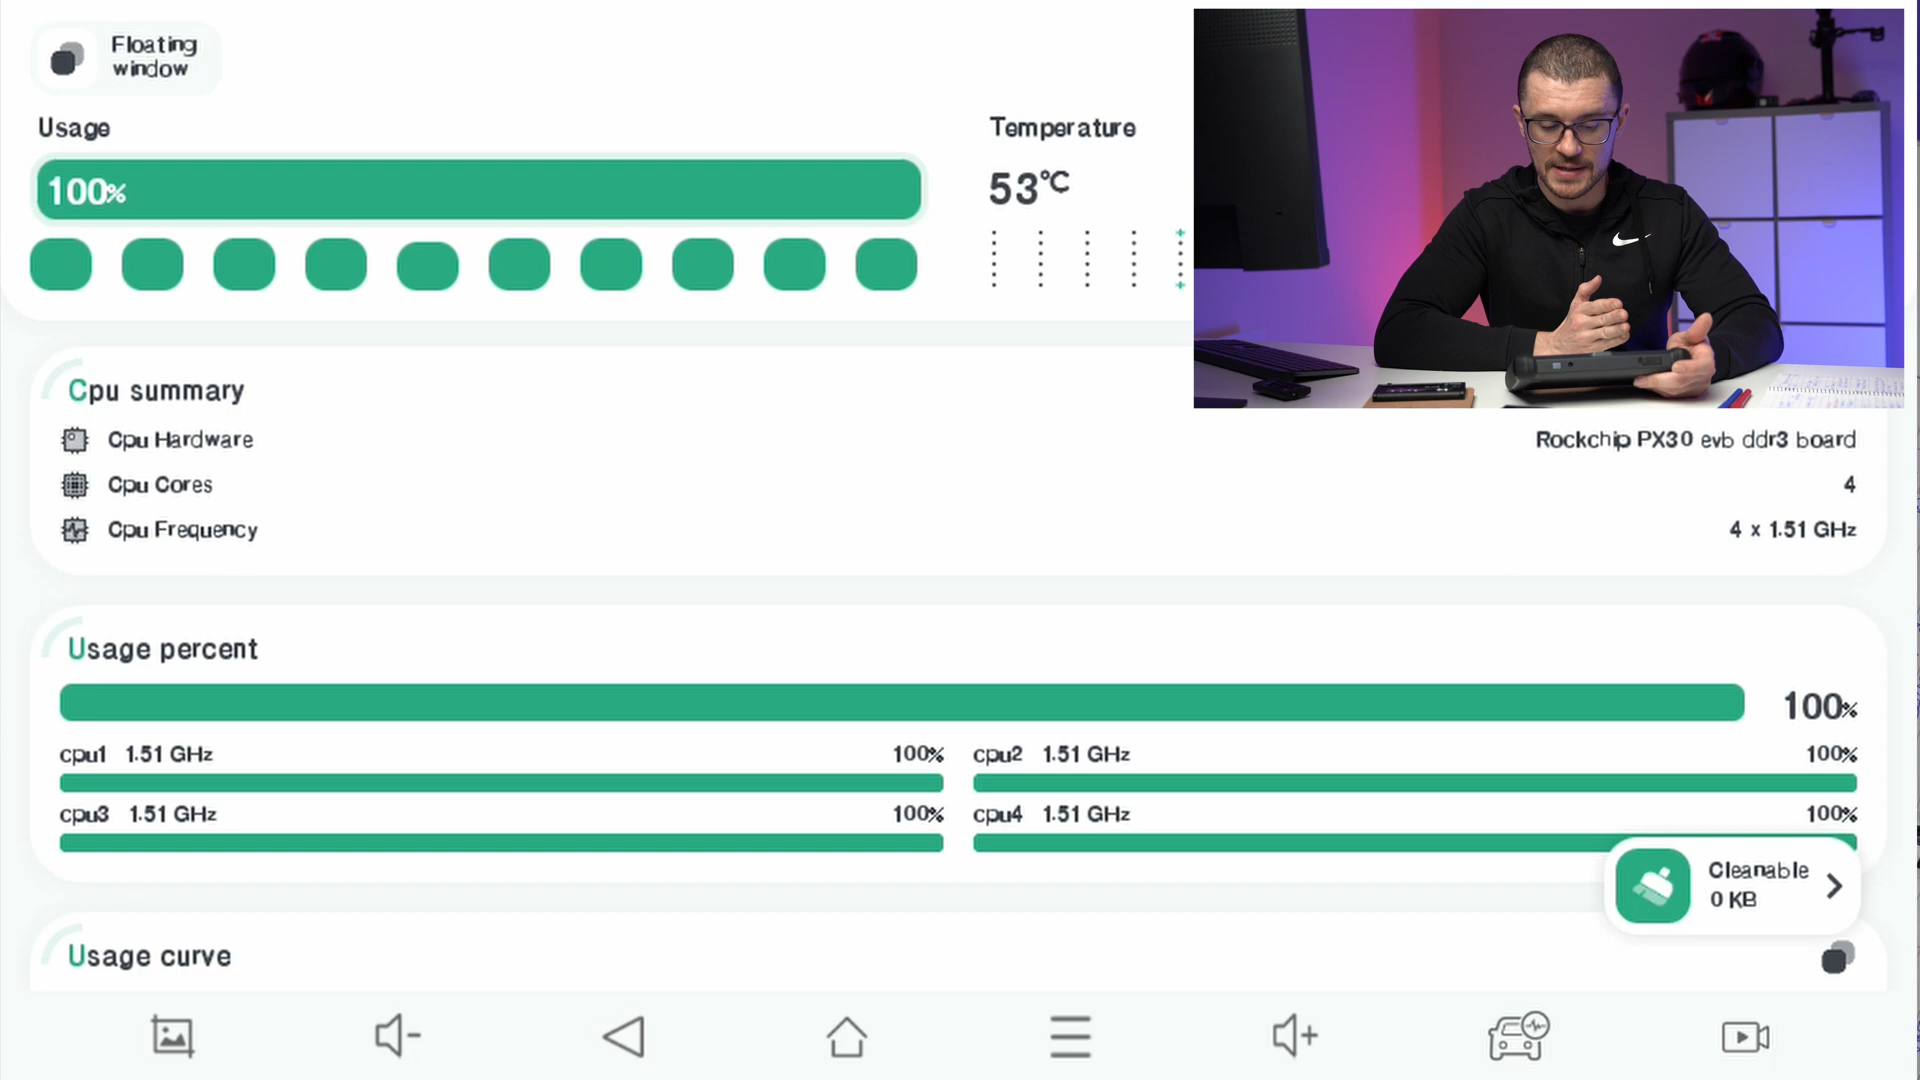 Floating
window
Usage
100%
Temperature
53°C
Cpu summary
Cpu Hardware
Rockchip PX30 evb ddr3 board
Cpu Cores
4
Cpu Frequency
4 x 1.51 GHz
Usage percent
100%
cpu1 1.51 GHz 100%
cpu2 1.51 GHz 100%
cpu3 1.51 GHz 100%
cpu4 1.51 GHz 100%
Cleanable
0 KB
Usage curve